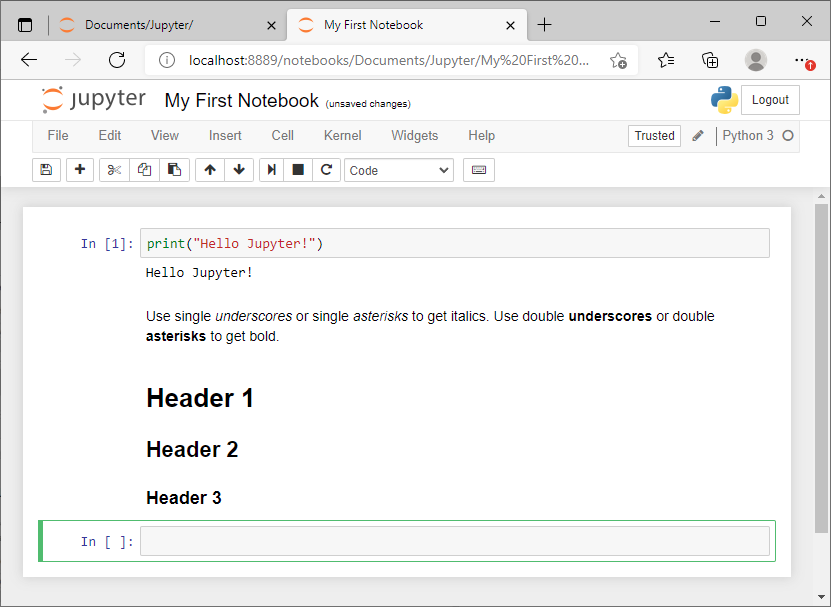 Documents/Jupyter/
My First Notebook
localhost:8889/notebooks/Documents/Jupyter/My%20First%20...
jupyter My First Notebook (unsaved changes)
Logout
File Edit View Insert Cell Kernel Widgets Help
Trusted
Python 3
Code
In [1]: print("Hello Jupyter!")
Hello Jupyter!
Use single underscores or single asterisks to get italics. Use double underscores or double
asterisks to get bold.
Header 1
Header 2
Header 3
In [ ]: